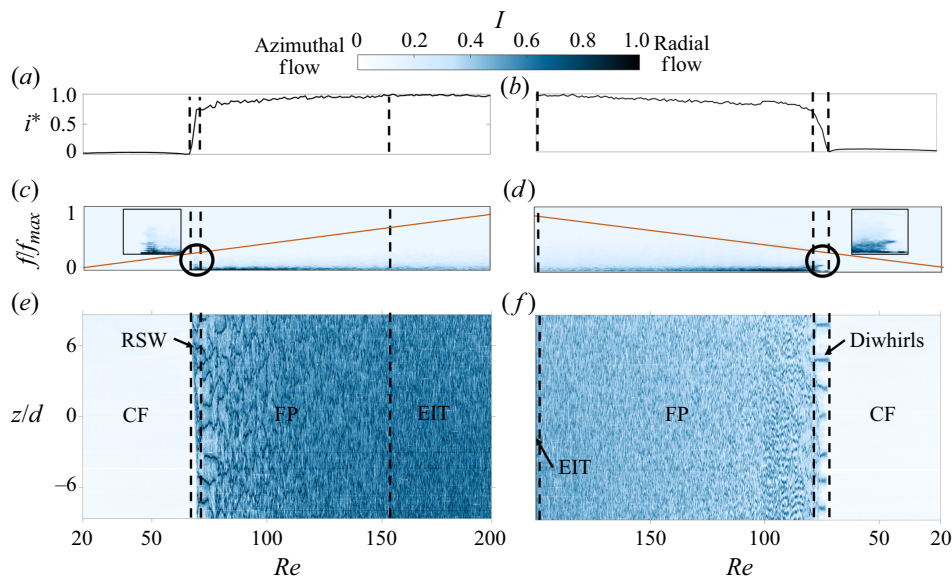 I
Azimuthal flow
0 0.2 0.4 0.6 0.8 1.0
Radial flow
(a)
(b)
i*
1.0
0.5
0
(c)
(d)
f/f_max
1
0
(e)
(f)
z/d
6
0
−6
RSW
CF
FP
EIT
FP
EIT
Diwhirls
CF
20 50 100 150 200
150 100 50 20
Re
Re